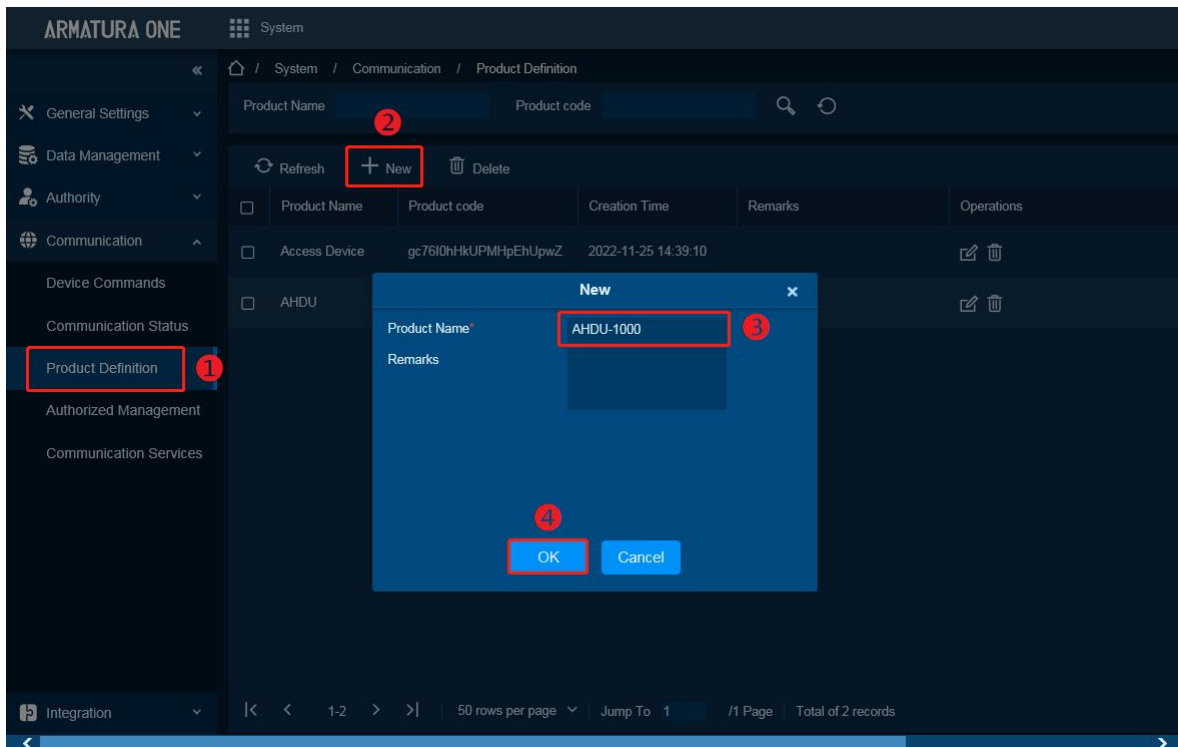 ARMATURA ONE
System
System / Communication / Product Definition
General Settings
Data Management
Authority
Communication
Device Commands
Communication Status
Product Definition
1
Authorized Management
Communication Services
Integration
Product Name Product code
2
Refresh New Delete
Product Name Product code Creation Time Remarks Operations
Access Device gc76I0hHkUPMHpEhUpwZ 2022-11-25 14:39:10
AHDU
New
Product Name* AHDU-1000
3
Remarks
4
OK Cancel
1-2 50 rows per page Jump To 1 /1 Page Total of 2 records